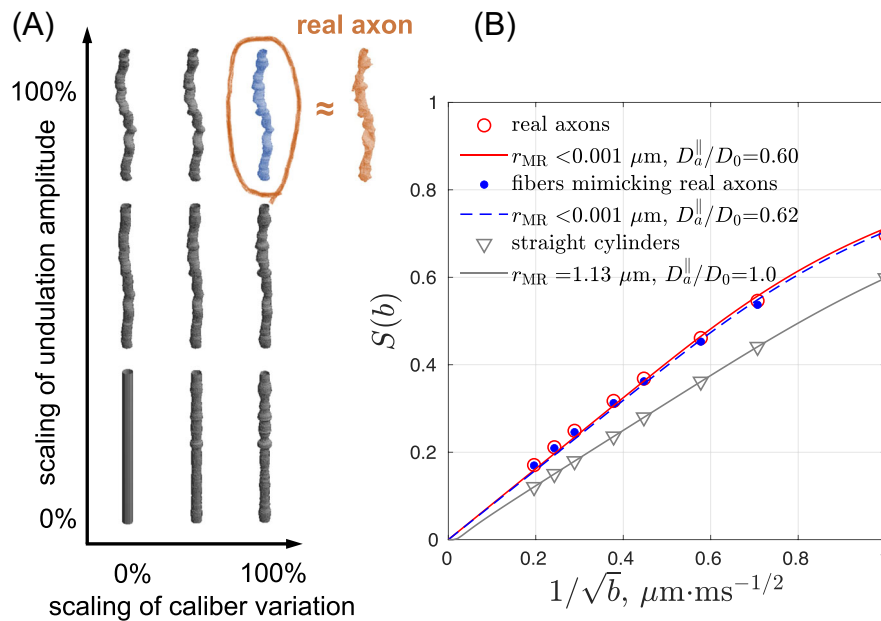 (A)
real axon
≈
100%
scaling of undulation amplitude
0%
0% 100%
scaling of caliber variation
(B)
1
0.8
0.6
0.4
0.2
0
S(b)
real axons
r_MR <0.001 μm, D_a^∥/D_0=0.60
fibers mimicking real axons
r_MR <0.001 μm, D_a^∥/D_0=0.62
straight cylinders
r_MR =1.13 μm, D_a^∥/D_0=1.0
0 0.2 0.4 0.6 0.8
1/√b, μm·ms^{−1/2}